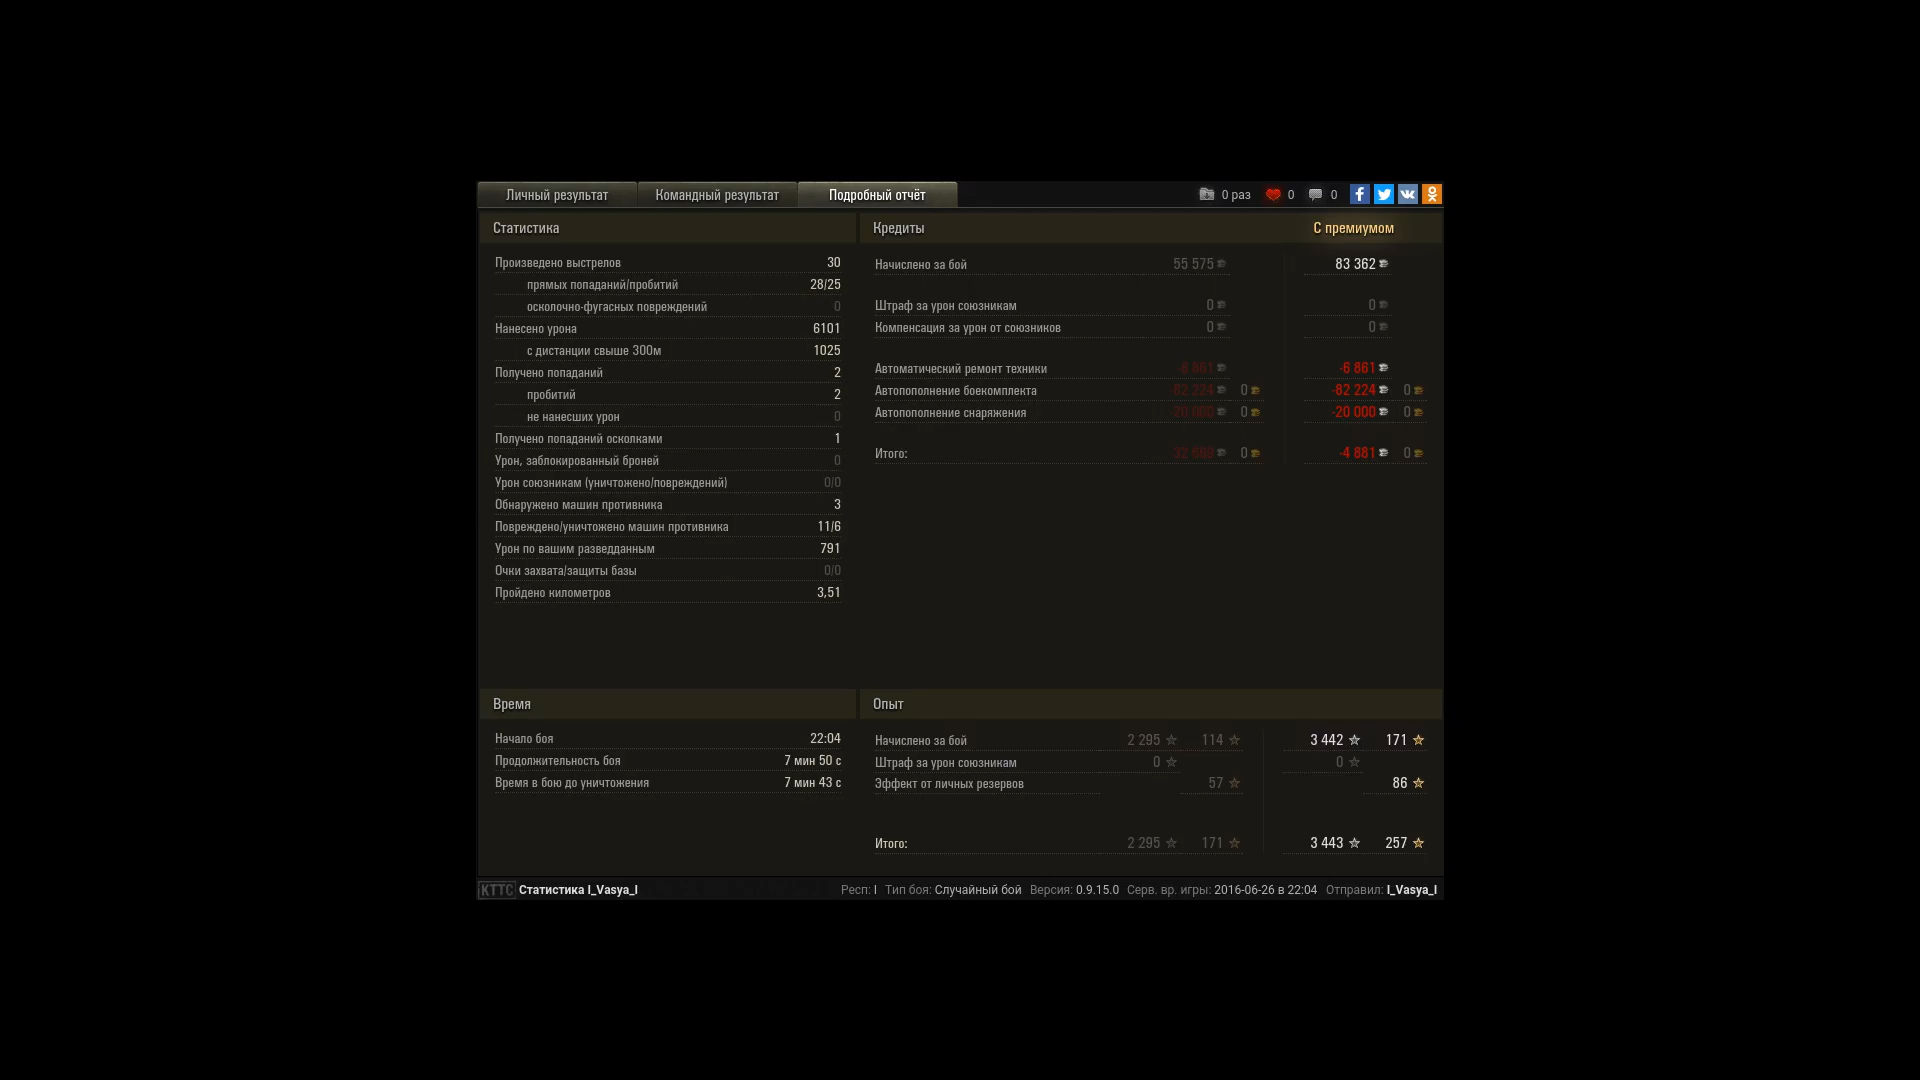 Личный результат Командный результат Подробный отчёт 0 раз 0 0
Статистика
Произведено выстрелов 30
прямых попаданий/пробитий 28/25
осколочно-фугасных повреждений 0
Нанесено урона 6101
с дистанции свыше 300м 1025
Получено попаданий 2
пробитий 2
не нанесших урон 0
Получено попаданий осколками 1
Урон, заблокированный броней 0
Урон союзникам (уничтожено/повреждений) 0/0
Обнаружено машин противника 3
Повреждено/уничтожено машин противника 11/6
Урон по вашим разведданным 791
Очки захвата/защиты базы 0/0
Пройдено километров 3,51
Кредиты С премиумом
Начислено за бой 55 575 83 362
Штраф за урон союзникам 0 0
Компенсация за урон от союзников 0 0
Автоматический ремонт техники -6 861 -6 861
Автопополнение боекомплекта -82 224 0 -82 224 0
Автопополнение снаряжения -20 000 0 -20 000 0
Итого: 0 -4 881 0
Время
Начало боя 22:04
Продолжительность боя 7 мин 50 с
Время в бою до уничтожения 7 мин 43 с
Опыт
Начислено за бой 2 295 114 3 442 171
Штраф за урон союзникам 0 0
Эффект от личных резервов 57 86
Итого: 2 295 171 3 443 257
КТТС Статистика I_Vasya_I Респ: I Тип боя: Случайный бой Версия: 0.9.15.0 Серв. вр. игры: 2016-06-26 в 22:04 Отправил: I_Vasya_I